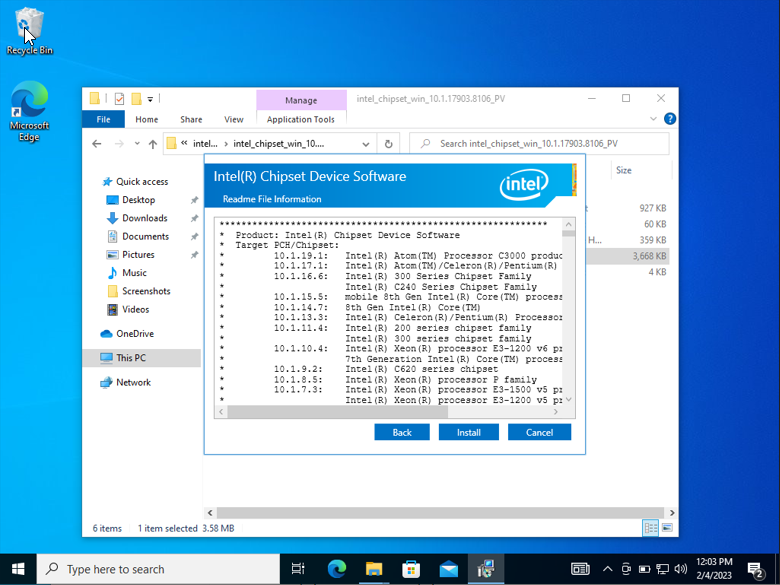 Recycle Bin
Microsoft
Edge
Manage
intel_chipset_win_10.1.17903.8106_PV
File
Home
Share
View
Application Tools
?
« intel... › intel_chipset_win_10....
Search intel_chipset_win_10.1.17903.8106_PV
Quick access
Desktop
Downloads
Documents
Pictures
Music
Screenshots
Videos
OneDrive
This PC
Network
Size
927 KB
60 KB
H...
359 KB
3,668 KB
4 KB
Intel(R) Chipset Device Software
Readme File Information
intel
************************************************************
* Product: Intel(R) Chipset Device Software
* Target PCH/Chipset:
* 10.1.19.1: Intel(R) Atom(TM) Processor C3000 produc
* 10.1.17.1: Intel(R) Atom(TM)/Celeron(R)/Pentium(R)
* 10.1.16.6: Intel(R) 300 Series Chipset Family
* Intel(R) C240 Series Chipset Family
* 10.1.15.5: mobile 8th Gen Intel(R) Core(TM) process
* 10.1.14.7: 8th Gen Intel(R) Core(TM)
* 10.1.13.3: Intel(R) Celeron(R)/Pentium(R) Processor
* 10.1.11.4: Intel(R) 200 series chipset family
* Intel(R) 300 series chipset family
* 10.1.10.4: Intel(R) Xeon(R) processor E3-1200 v6 pr
* 7th Generation Intel(R) Core(TM) process
* 10.1.9.2: Intel(R) C620 series chipset
* 10.1.8.5: Intel(R) Xeon(R) processor P family
* 10.1.7.3: Intel(R) Xeon(R) processor E3-1500 v5 pr
* Intel(R) Xeon(R) processor E3-1200 v5 pr
Back
Install
Cancel
6 items
1 item selected 3.58 MB
Type here to search
12:03 PM
2/4/2023
2